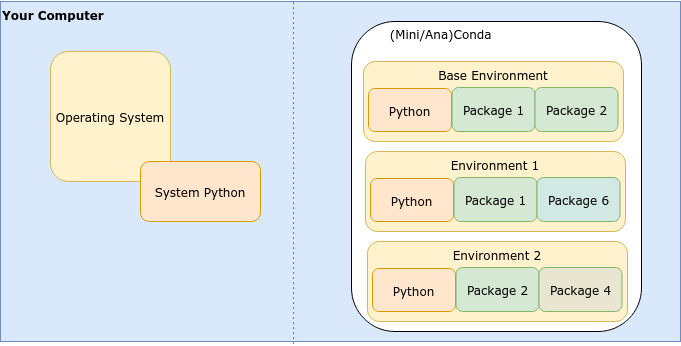 Your Computer
Operating System
System Python
(Mini/Ana)Conda
Base Environment
Python
Package 1
Package 2
Environment 1
Python
Package 1
Package 6
Environment 2
Python
Package 2
Package 4